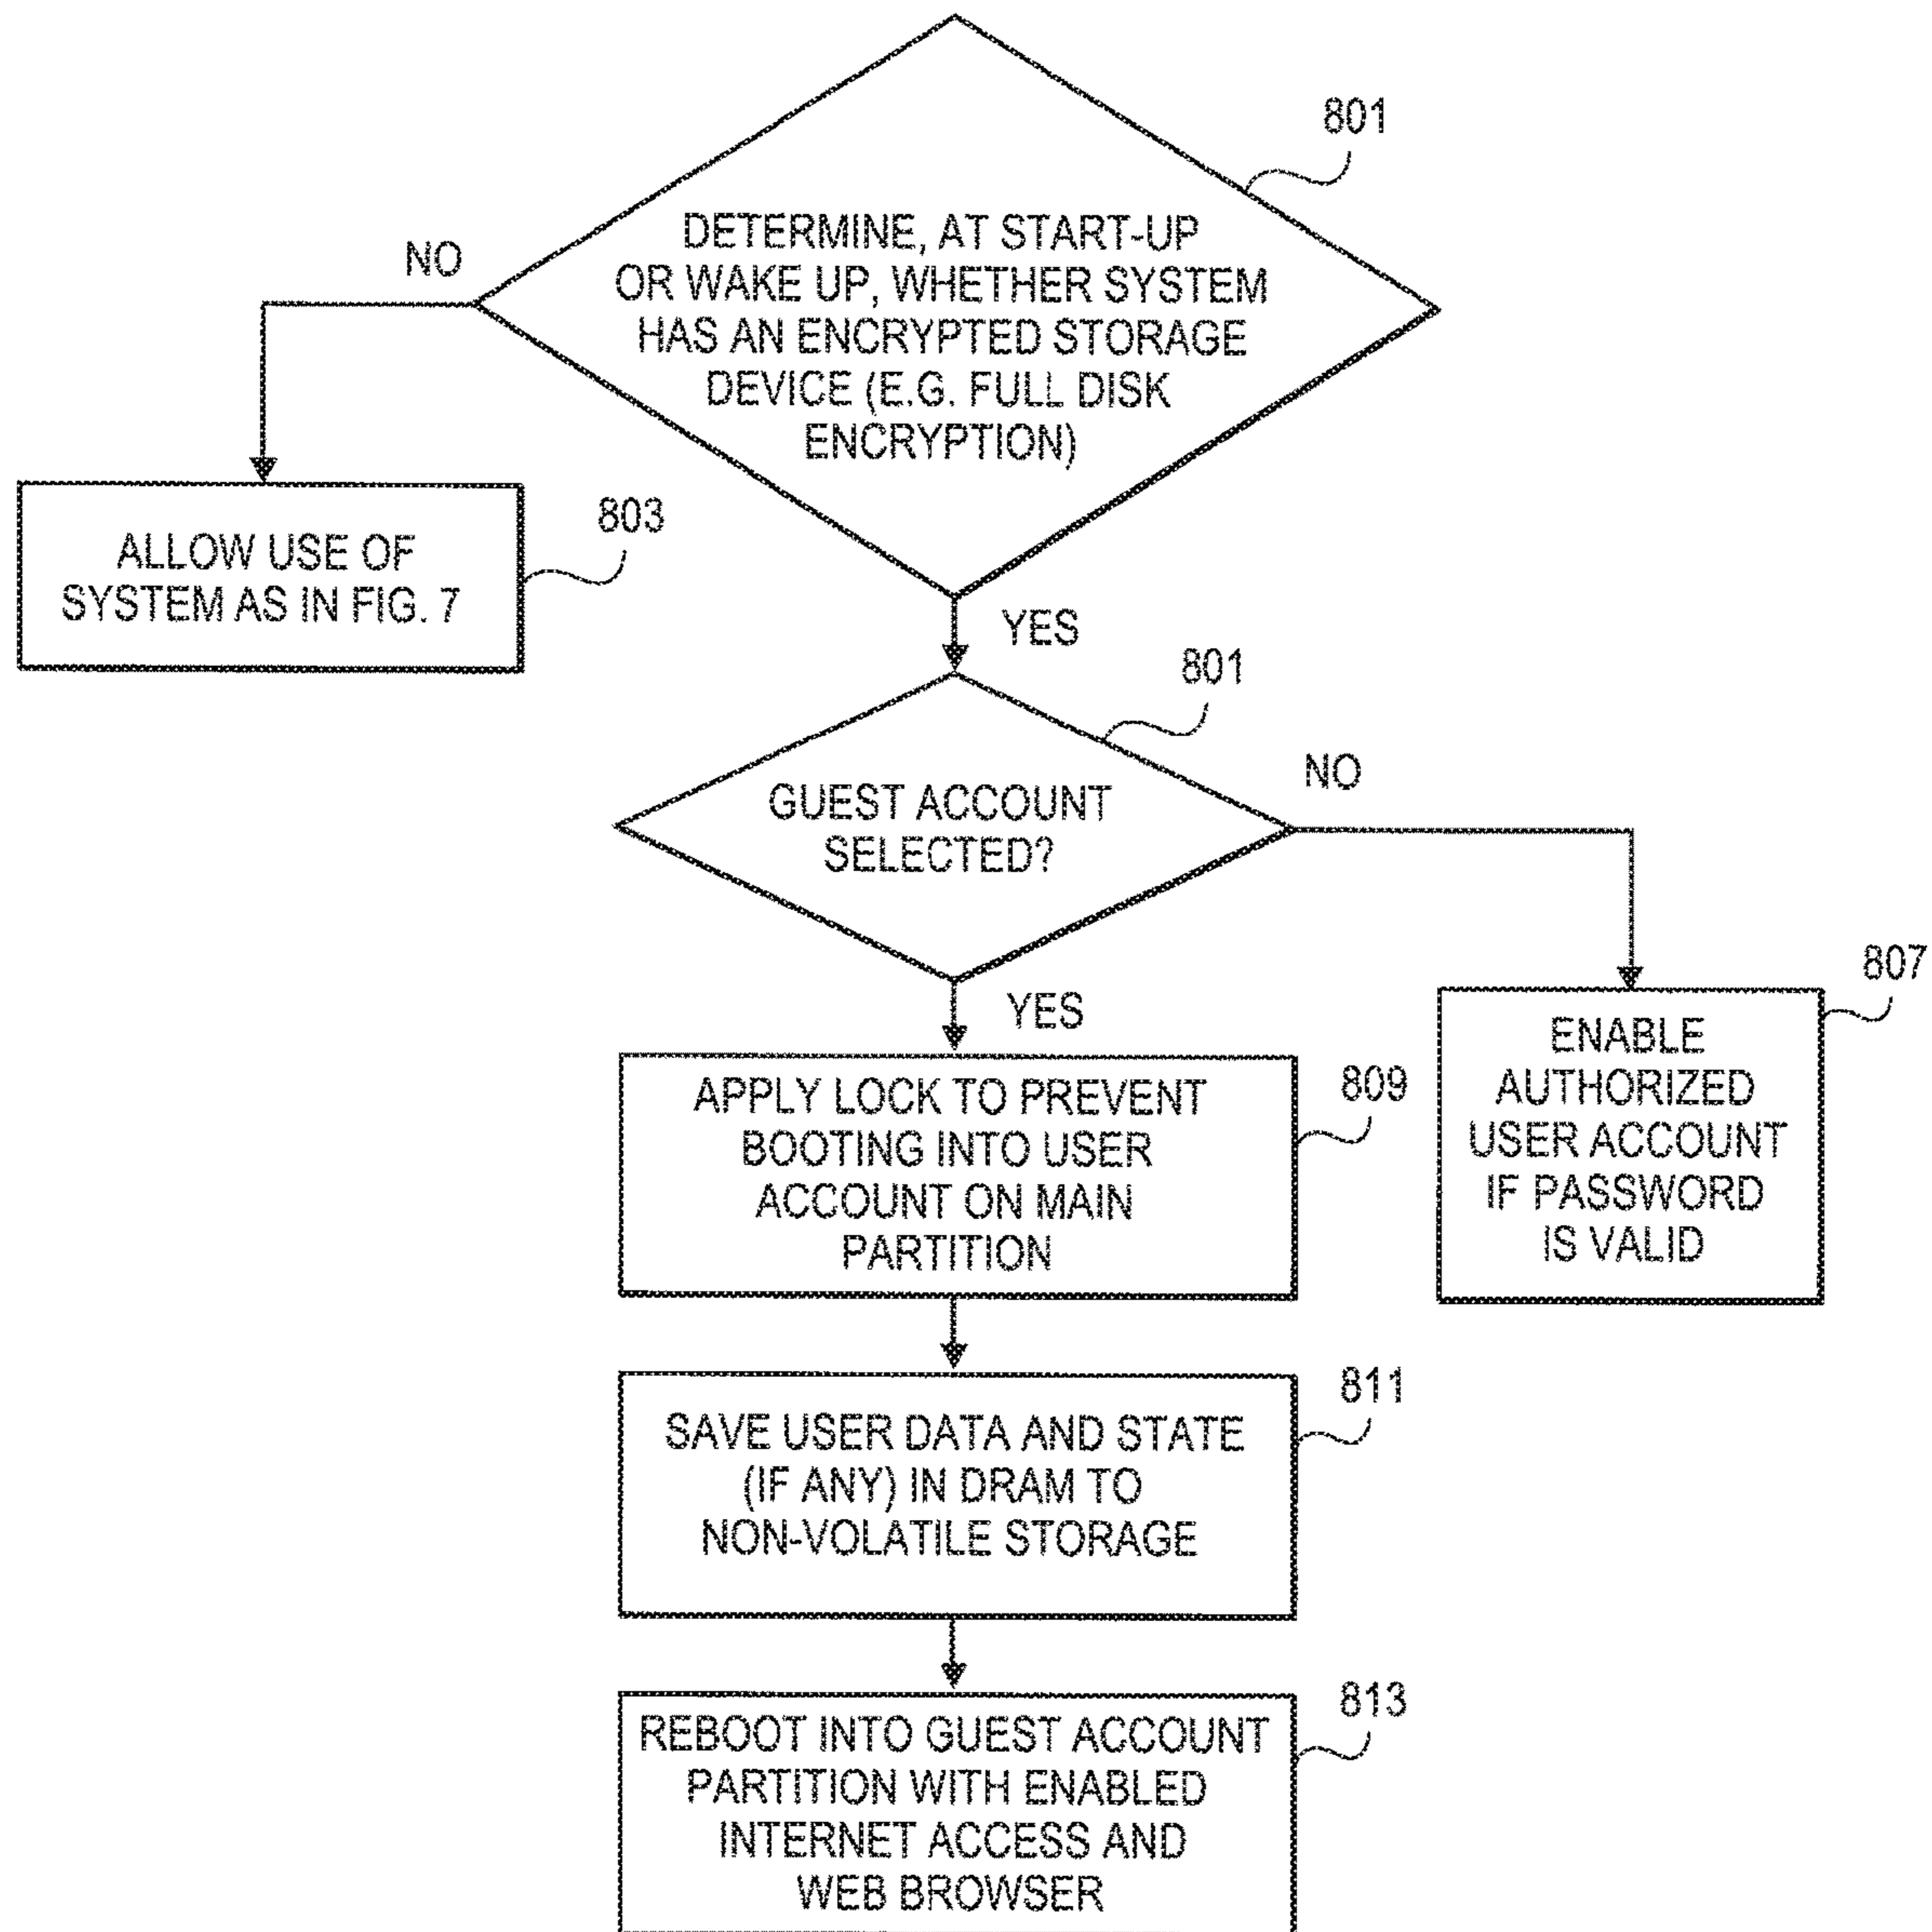 801
DETERMINE, AT START-UP
OR WAKE UP, WHETHER SYSTEM
HAS AN ENCRYPTED STORAGE
DEVICE (E.G. FULL DISK
ENCRYPTION)
NO
803
ALLOW USE OF
SYSTEM AS IN FIG. 7
YES
801
GUEST ACCOUNT
SELECTED?
NO
807
ENABLE
AUTHORIZED
USER ACCOUNT
IF PASSWORD
IS VALID
YES
809
APPLY LOCK TO PREVENT
BOOTING INTO USER
ACCOUNT ON MAIN
PARTITION
811
SAVE USER DATA AND STATE
(IF ANY) IN DRAM TO
NON-VOLATILE STORAGE
813
REBOOT INTO GUEST ACCOUNT
PARTITION WITH ENABLED
INTERNET ACCESS AND
WEB BROWSER